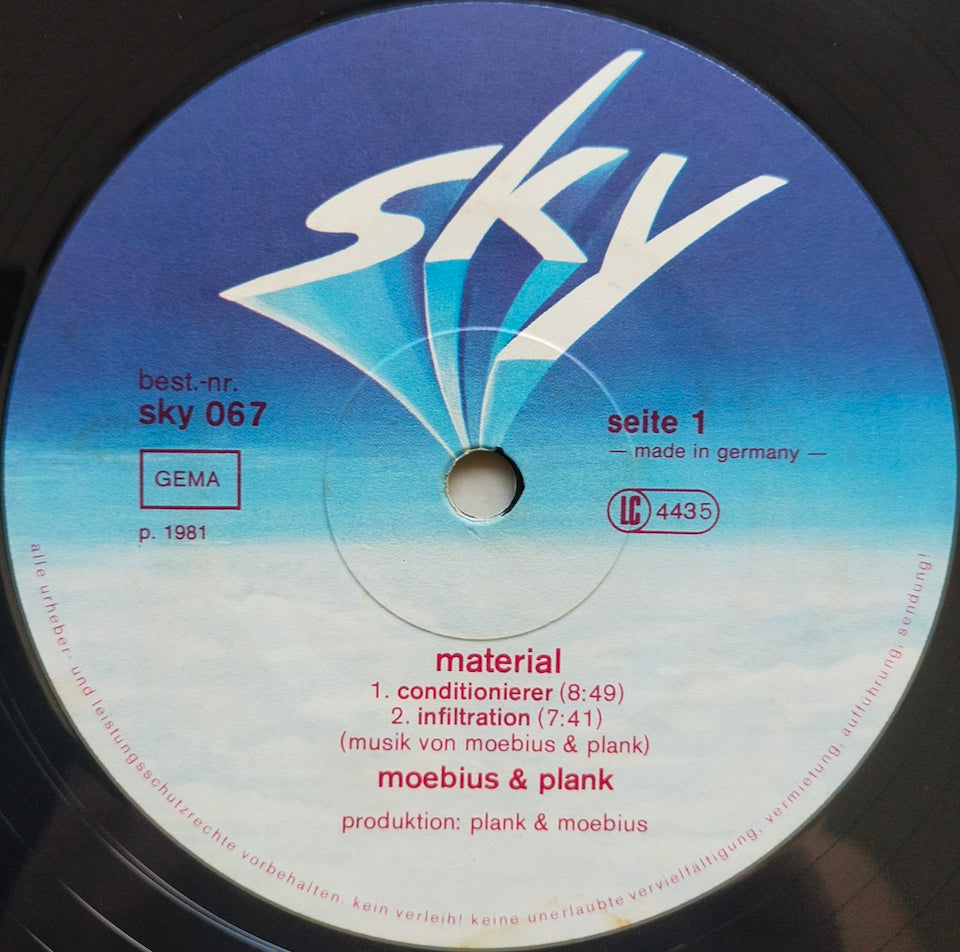 sky
best.-nr.
sky 067
GEMA
p. 1981
seite 1
— made in germany —
LC 4435
material
1. conditionierer (8:49)
2. infiltration (7:41)
(musik von moebius & plank)
moebius & plank
produktion: plank & moebius
alle urheber- und leistungsschutzrechte vorbehalten. kein verleih! keine unerlaubte vervielfältigung, vermietung, aufführung, sendung!